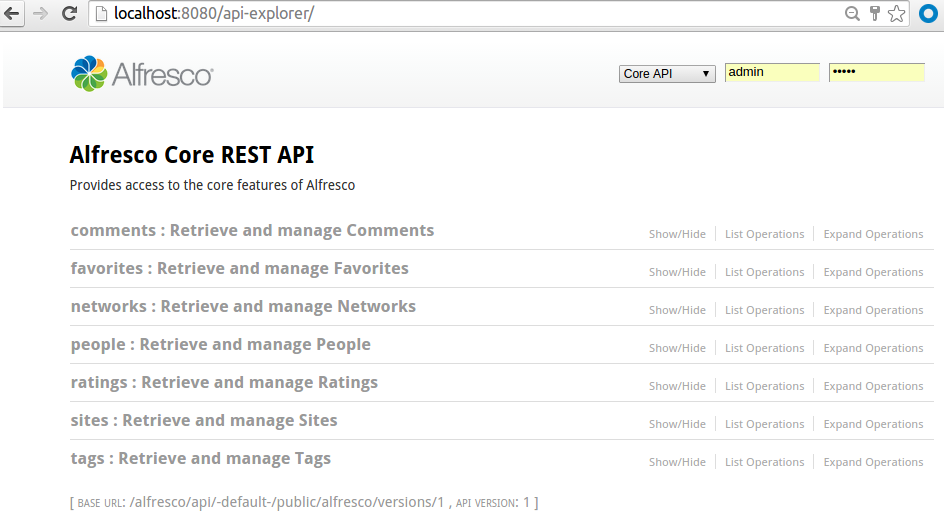 localhost:8080/api-explorer/
Alfresco Core API ▼ admin •••••
Alfresco Core REST API
Provides access to the core features of Alfresco
comments : Retrieve and manage Comments Show/Hide List Operations Expand Operations
favorites : Retrieve and manage Favorites Show/Hide List Operations Expand Operations
networks : Retrieve and manage Networks Show/Hide List Operations Expand Operations
people : Retrieve and manage People Show/Hide List Operations Expand Operations
ratings : Retrieve and manage Ratings Show/Hide List Operations Expand Operations
sites : Retrieve and manage Sites Show/Hide List Operations Expand Operations
tags : Retrieve and manage Tags Show/Hide List Operations Expand Operations
[ BASE URL: /alfresco/api/-default-/public/alfresco/versions/1 , API VERSION: 1 ]